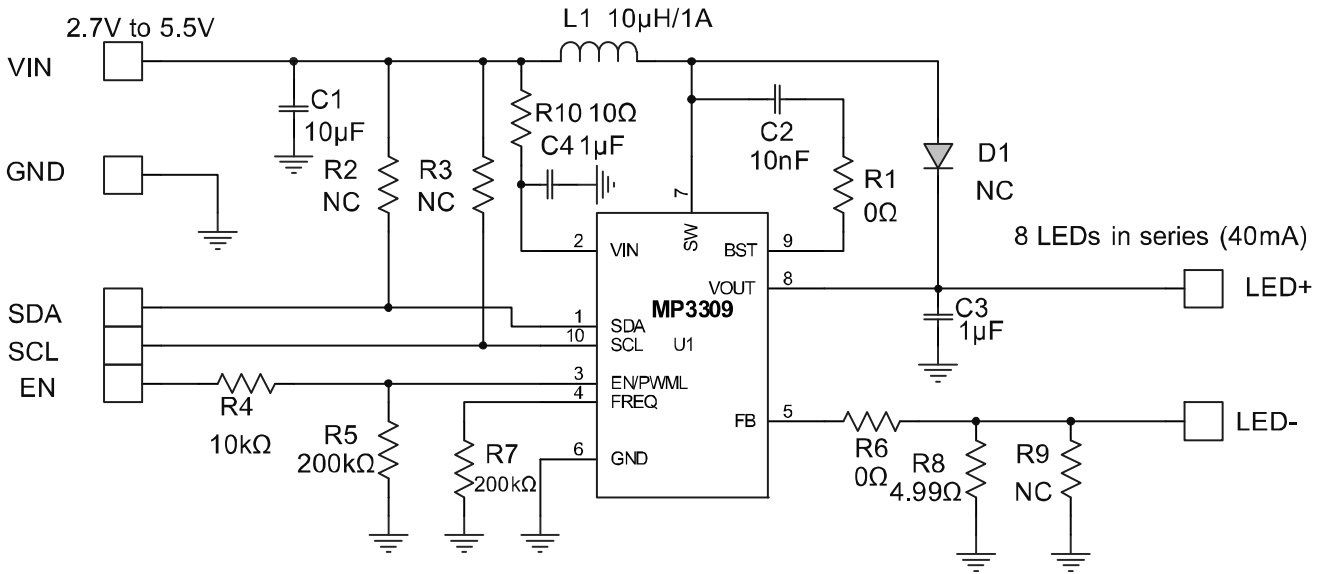 2.7V to 5.5V
L1 10µH/1A
VIN
C1
10µF
R10 10Ω
C4 1µF
C2
10nF
R2
NC
R3
NC
R1
0Ω
D1
NC
GND
7
SW
2
VIN
BST
9
8 LEDs in series (40mA)
VOUT
8
LED+
MP3309
C3
1µF
SDA
1
SDA
SCL
10
SCL
U1
EN
3
EN/PWML
4
FREQ
R4
10kΩ
R5
200kΩ
R7
200kΩ
6
GND
FB
5
LED-
R6
0Ω
R8
4.99Ω
R9
NC